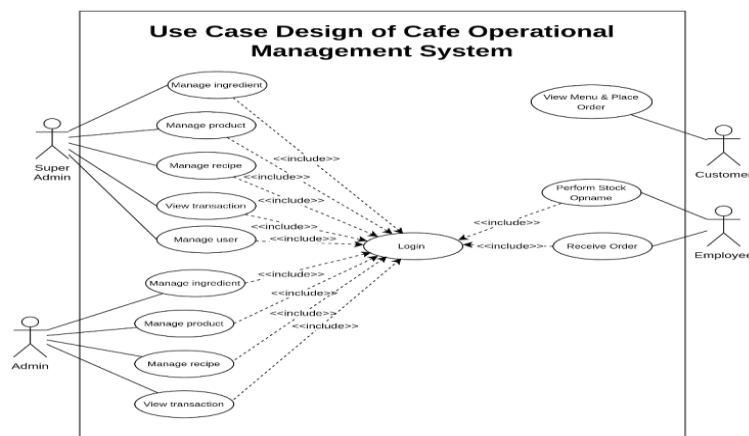 Use Case Design of Cafe Operational
Management System
Manage ingredient
Manage product
Manage recipe
View transaction
Manage user
Super
Admin
<<include>>
<<include>>
<<include>>
<<include>>
<<include>>
Login
View Menu & Place
Order
Customer
Perform Stock
Opname
<<include>>
<<include>>
Receive Order
Employee
Manage ingredient
Manage product
Manage recipe
View transaction
Admin
<<include>>
<<include>>
<<include>>
<<include>>